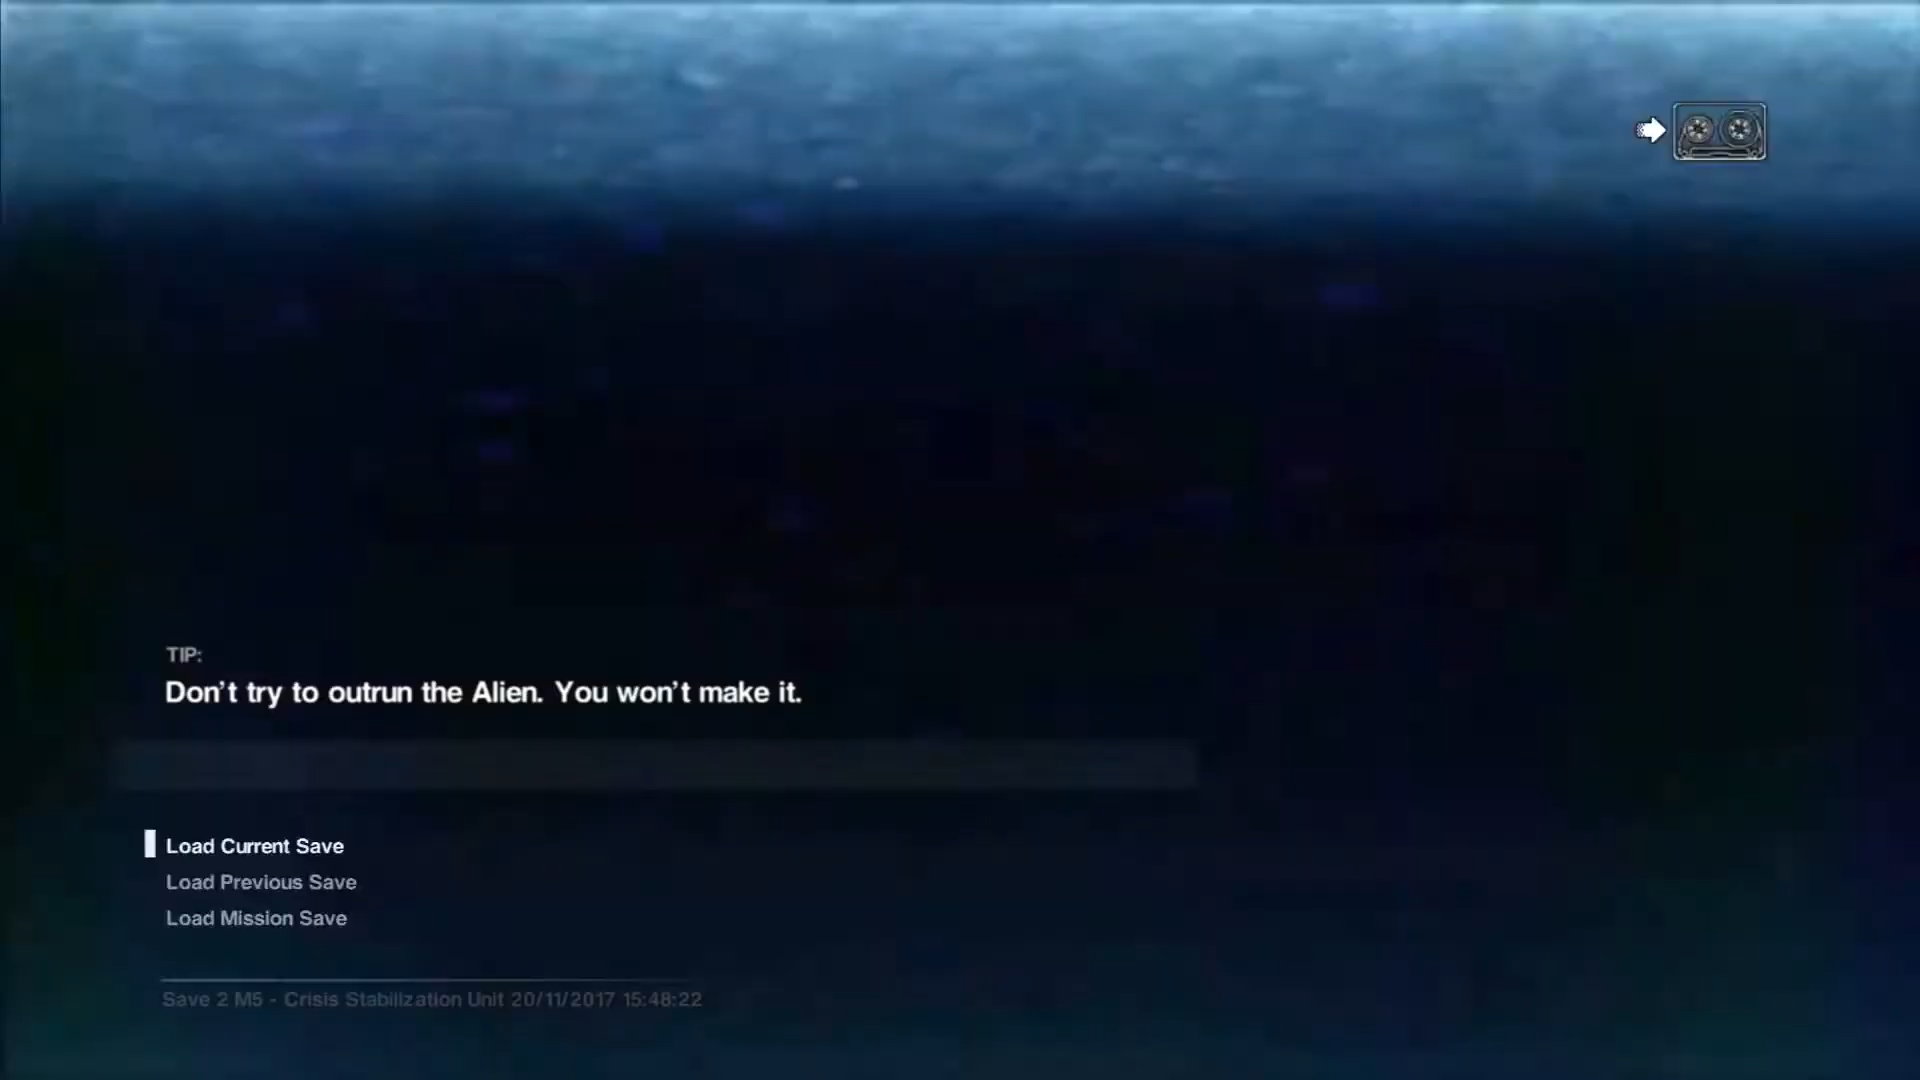 TIP:
Don't try to outrun the Alien. You won't make it.
Load Current Save
Load Previous Save
Load Mission Save
Save 2 M5 - Crisis Stabilization Unit 20/11/2017 15:48:22